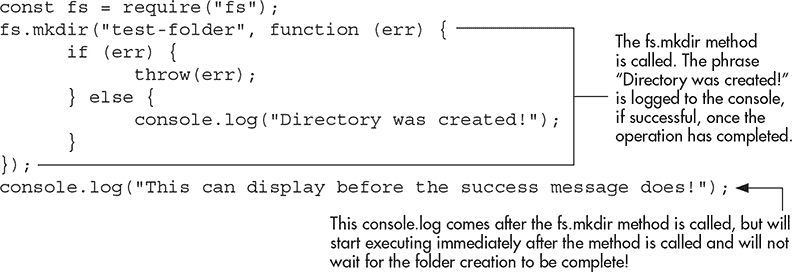 const fs = require("fs");
fs.mkdir("test-folder", function (err) {
if (err) {
throw(err);
} else {
console.log("Directory was created!");
}
});
console.log("This can display before the success message does!");
The fs.mkdir method
is called. The phrase
“Directory was created!”
is logged to the console,
if successful, once the
operation has completed.
This console.log comes after the fs.mkdir method is called, but will
start executing immediately after the method is called and will not
wait for the folder creation to be complete!